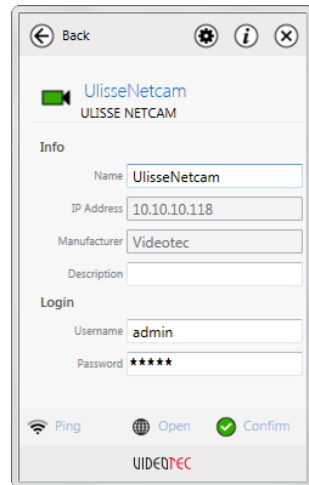 Back
UlisseNetcam
ULISSE NETCAM
Info
Name UlisseNetcam
IP Address 10.10.10.118
Manufacturer Videotec
Description
Login
Username admin
Password *****
Ping Open Confirm
VIDEOTEC